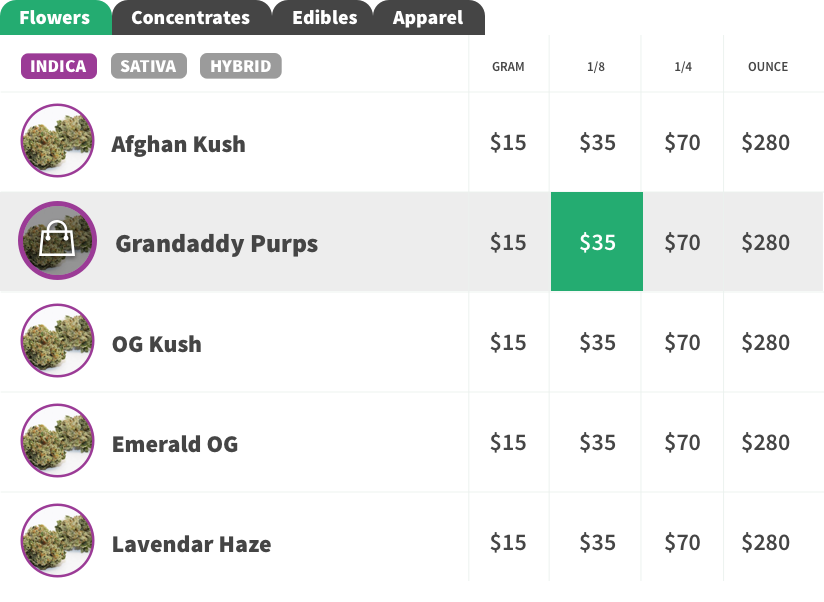 Flowers Concentrates Edibles Apparel
INDICA SATIVA HYBRID GRAM 1/8 1/4 OUNCE
Afghan Kush $15 $35 $70 $280
Grandaddy Purps $15 $35 $70 $280
OG Kush $15 $35 $70 $280
Emerald OG $15 $35 $70 $280
Lavendar Haze $15 $35 $70 $280